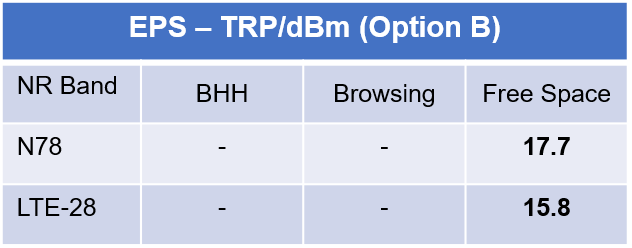 EPS – TRP/dBm (Option B)
NR Band BHH Browsing Free Space
N78 - - 17.7
LTE-28 - - 15.8